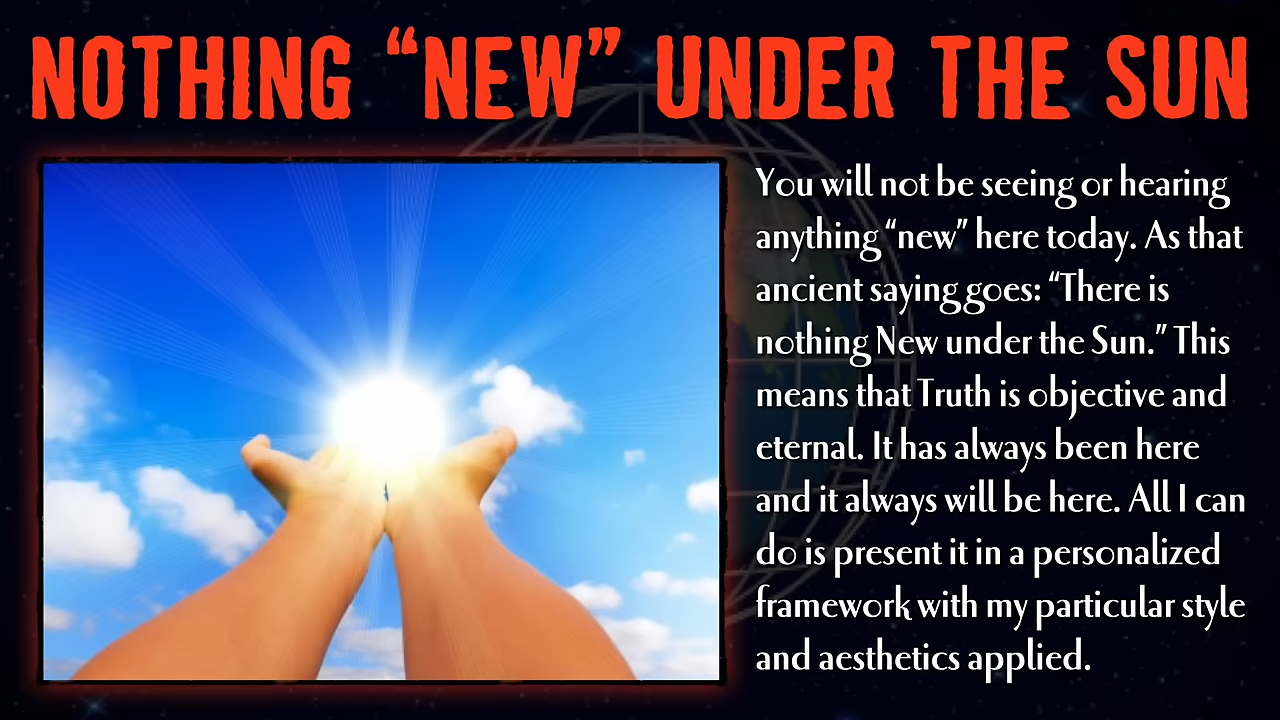 NOTHING “NEW” UNDER THE SUN
You will not be seeing or hearing
anything “new” here today. As that
ancient saying goes: “There is
nothing New under the Sun.” This
means that Truth is objective and
eternal. It has always been here
and it always will be here. All I can
do is present it in a personalized
framework with my particular style
and aesthetics applied.